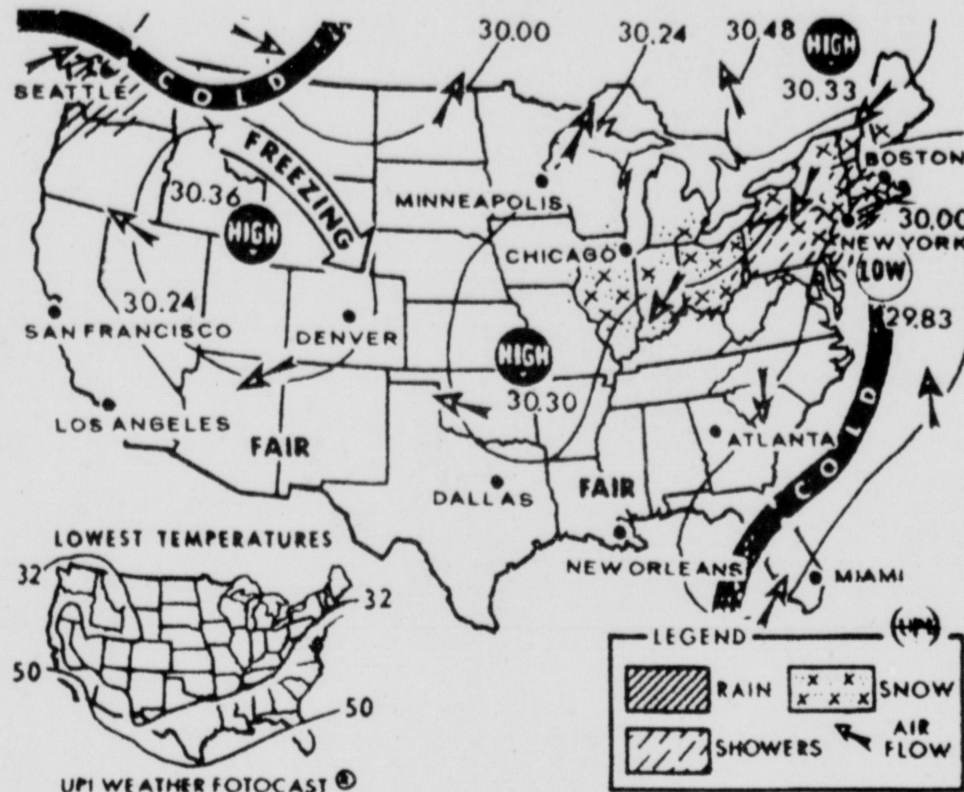 30.00
30.24
30.48
HIGH
30.33
SEATTLE
COLD
FREEZING
BOSTON
MINNEAPOLIS
30.36
HIGH
30.00
NEW YORK
CHICAGO
LOW
30.24
29.83
SAN FRANCISCO
DENVER
HIGH
30.30
LOS ANGELES
FAIR
ATLANTA
COLD
DALLAS
FAIR
LOWEST TEMPERATURES
NEW ORLEANS
MIAMI
32
32
LEGEND
(UPI)
50
RAIN
SNOW
50
SHOWERS
AIR
FLOW
UPI WEATHER FOTOCAST ®